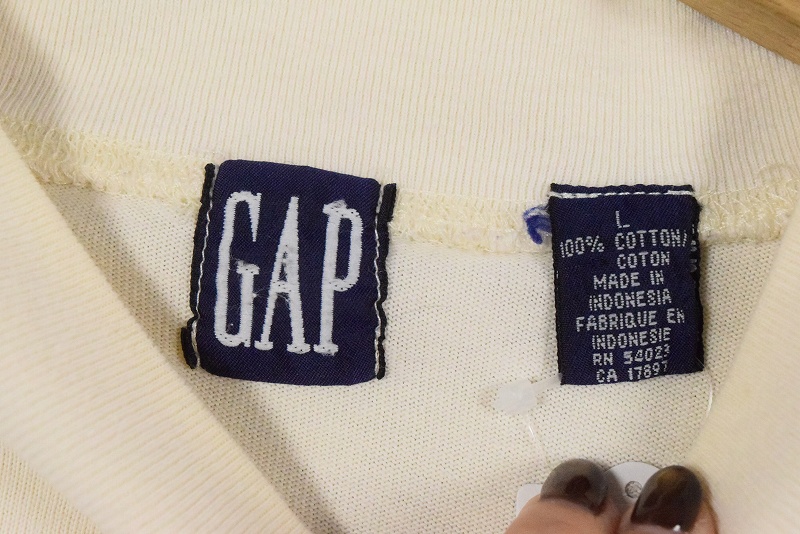 GAP
L
100% COTTON/
COTON
MADE IN
INDONESIA
FABRIQUE EN
INDONESIE
RN 54023
CA 17897